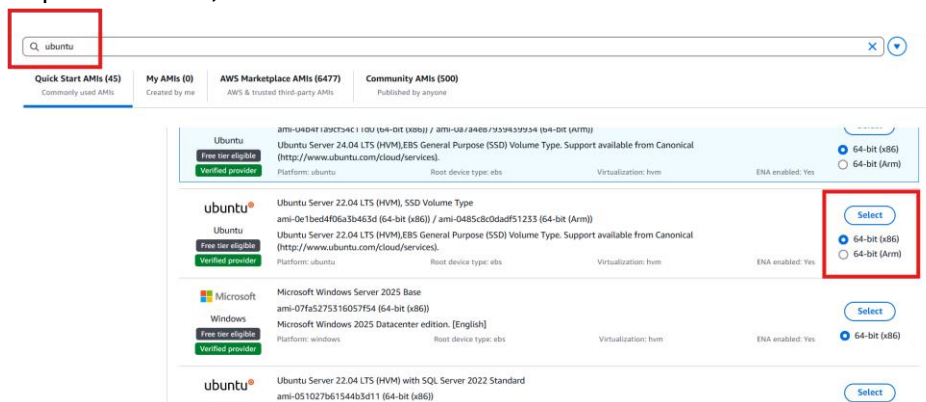 ubuntu
Quick Start AMIs (45)
Commonly used AMIs
My AMIs (0)
Created by me
AWS Marketplace AMIs (6477)
AWS & trusted third-party AMIs
Community AMIs (500)
Published by anyone
Ubuntu
Free tier eligible
Verified provider
(64-bit (x86)) / (64-bit (Arm))
Ubuntu Server 24.04 LTS (HVM),EBS General Purpose (SSD) Volume Type. Support available from Canonical
(http://www.ubuntu.com/cloud/services).
Platform: ubuntu Root device type: ebs Virtualization: hvm ENA enabled: Yes
64-bit (x86)
64-bit (Arm)
ubuntu
Ubuntu
Free tier eligible
Verified provider
Ubuntu Server 22.04 LTS (HVM), SSD Volume Type
ami-0e1bed4f06a3b463d (64-bit (x86)) / ami-0485c8c0dadf51233 (64-bit (Arm))
Ubuntu Server 22.04 LTS (HVM),EBS General Purpose (SSD) Volume Type. Support available from Canonical
(http://www.ubuntu.com/cloud/services).
Platform: ubuntu Root device type: ebs Virtualization: hvm ENA enabled: Yes
Select
64-bit (x86)
64-bit (Arm)
Microsoft
Windows
Free tier eligible
Verified provider
Microsoft Windows Server 2025 Base
ami-07fa5275316057f54 (64-bit (x86))
Microsoft Windows 2025 Datacenter edition. [English]
Platform: windows Root device type: ebs Virtualization: hvm ENA enabled: Yes
Select
64-bit (x86)
ubuntu
Ubuntu Server 22.04 LTS (HVM) with SQL Server 2022 Standard
ami-051027b61544b3d11 (64-bit (x86))
Select